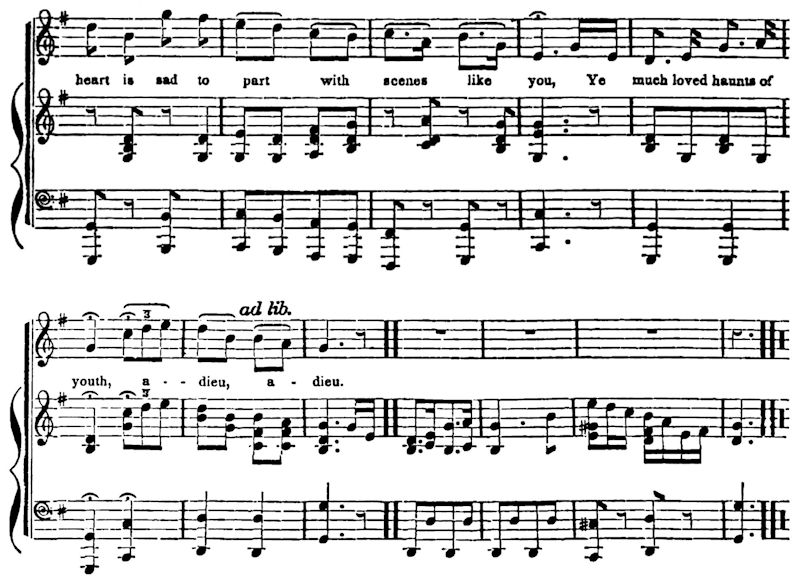 heart is sad to part with scenes like you, Ye much loved haunts of
ad lib.
3
youth, a - - dieu, a - dieu.
3